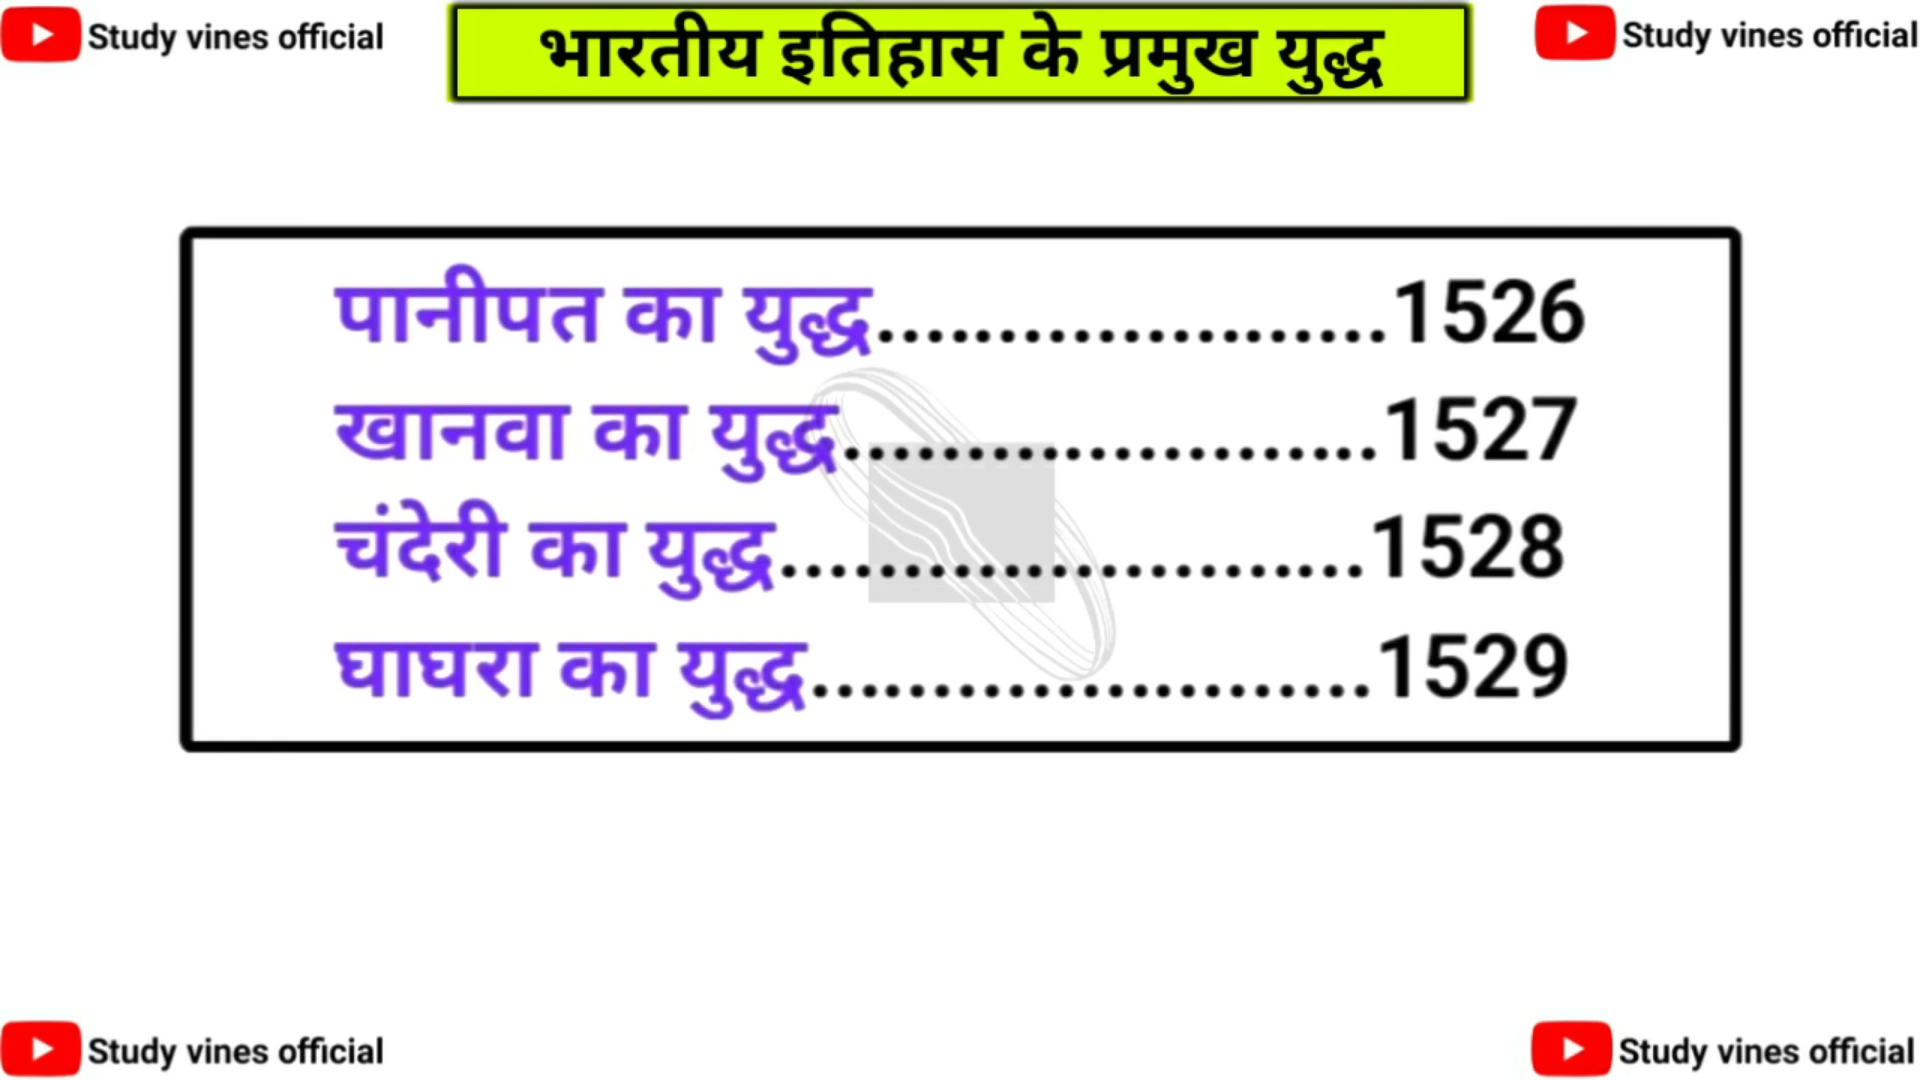 Study vines official
भारतीय इतिहास के प्रमुख युद्ध
Study vines official
पानीपत का युद्ध.....................1526
खानवा का युद्ध......................1527
चंदेरी का युद्ध........................1528
घाघरा का युद्ध.......................1529
Study vines official
Study vines official